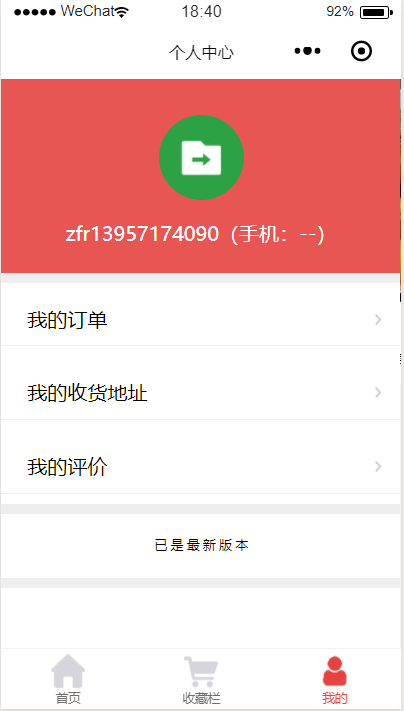 WeChat 18:40 92%
个人中心
zfr13957174090（手机：--）
我的订单
我的收货地址
我的评价
已是最新版本
首页 收藏栏 我的